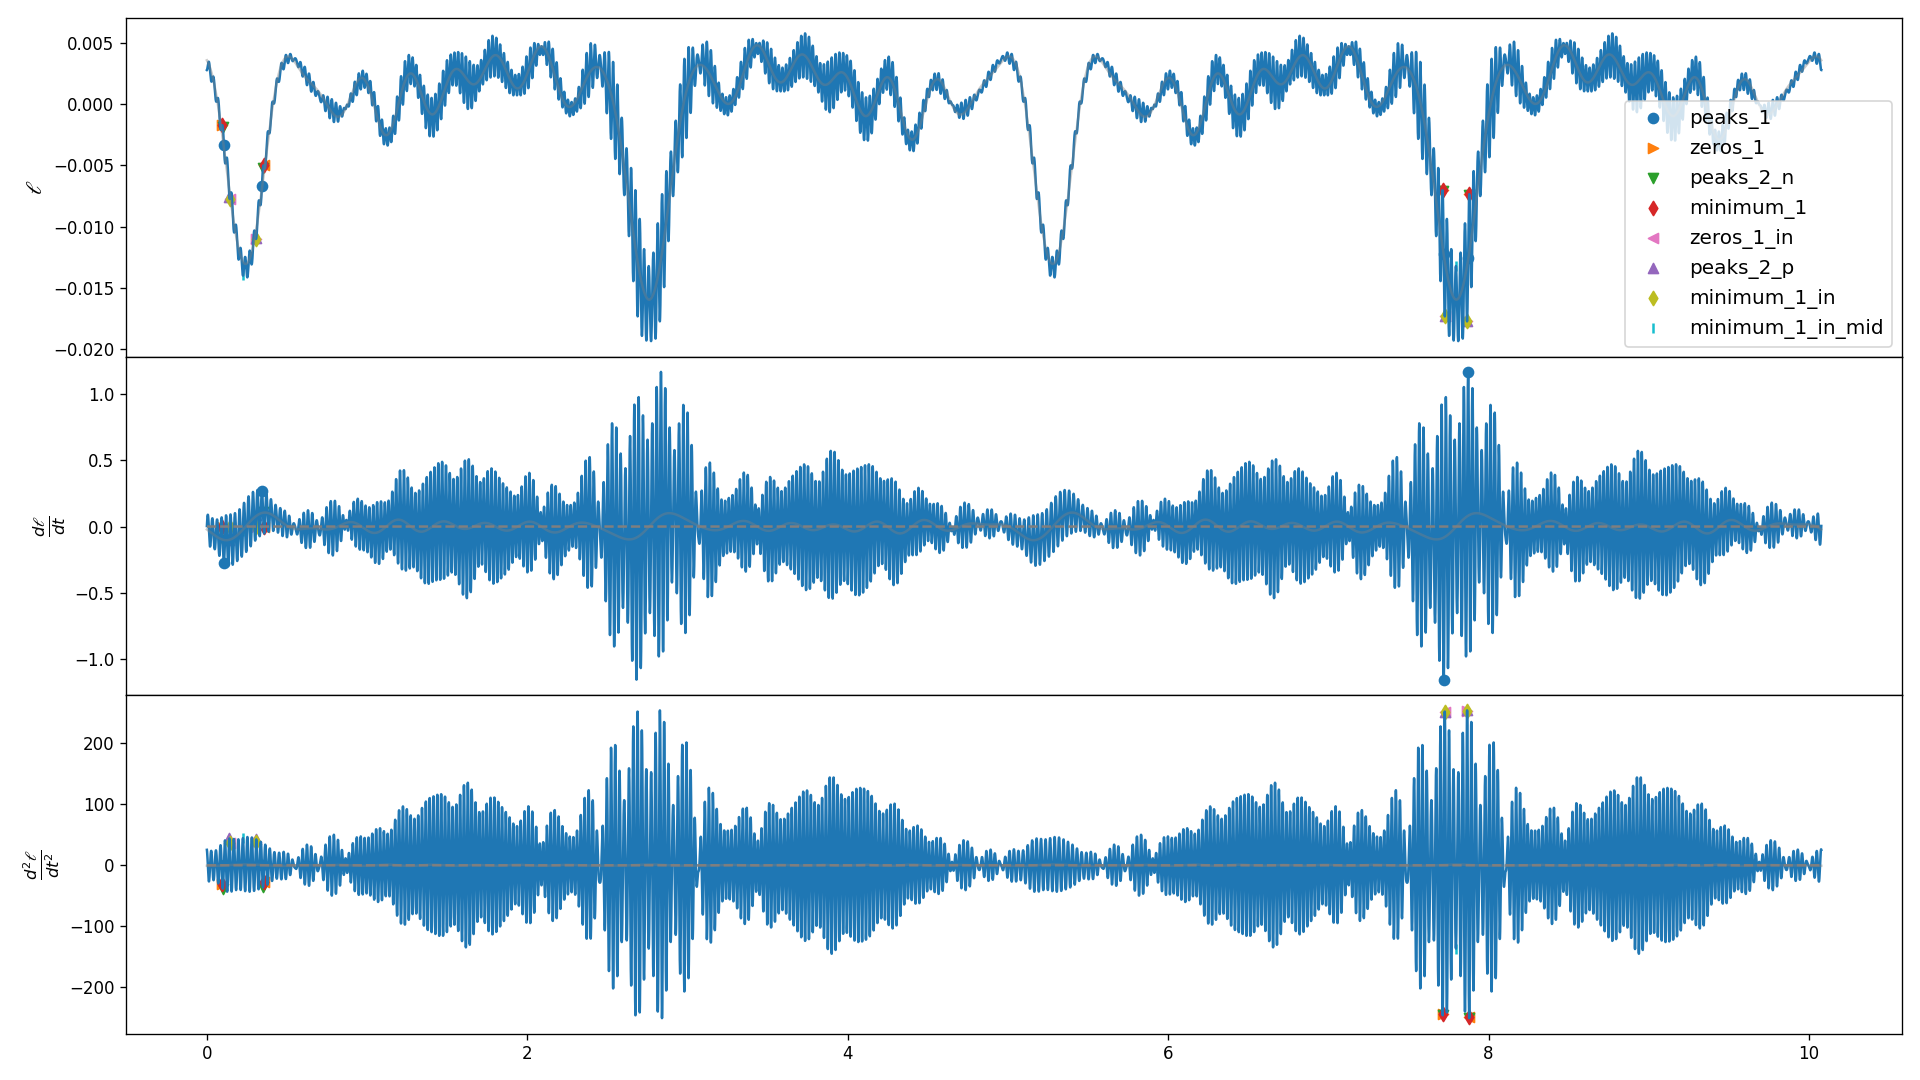 0.005
0.000
−0.005
−0.010
−0.015
−0.020
ℓ
peaks_1
zeros_1
peaks_2_n
minimum_1
zeros_1_in
peaks_2_p
minimum_1_in
minimum_1_in_mid
1.0
0.5
0.0
−0.5
−1.0
dℓ
dt
200
100
0
−100
−200
d²ℓ
dt²
0 2 4 6 8 10